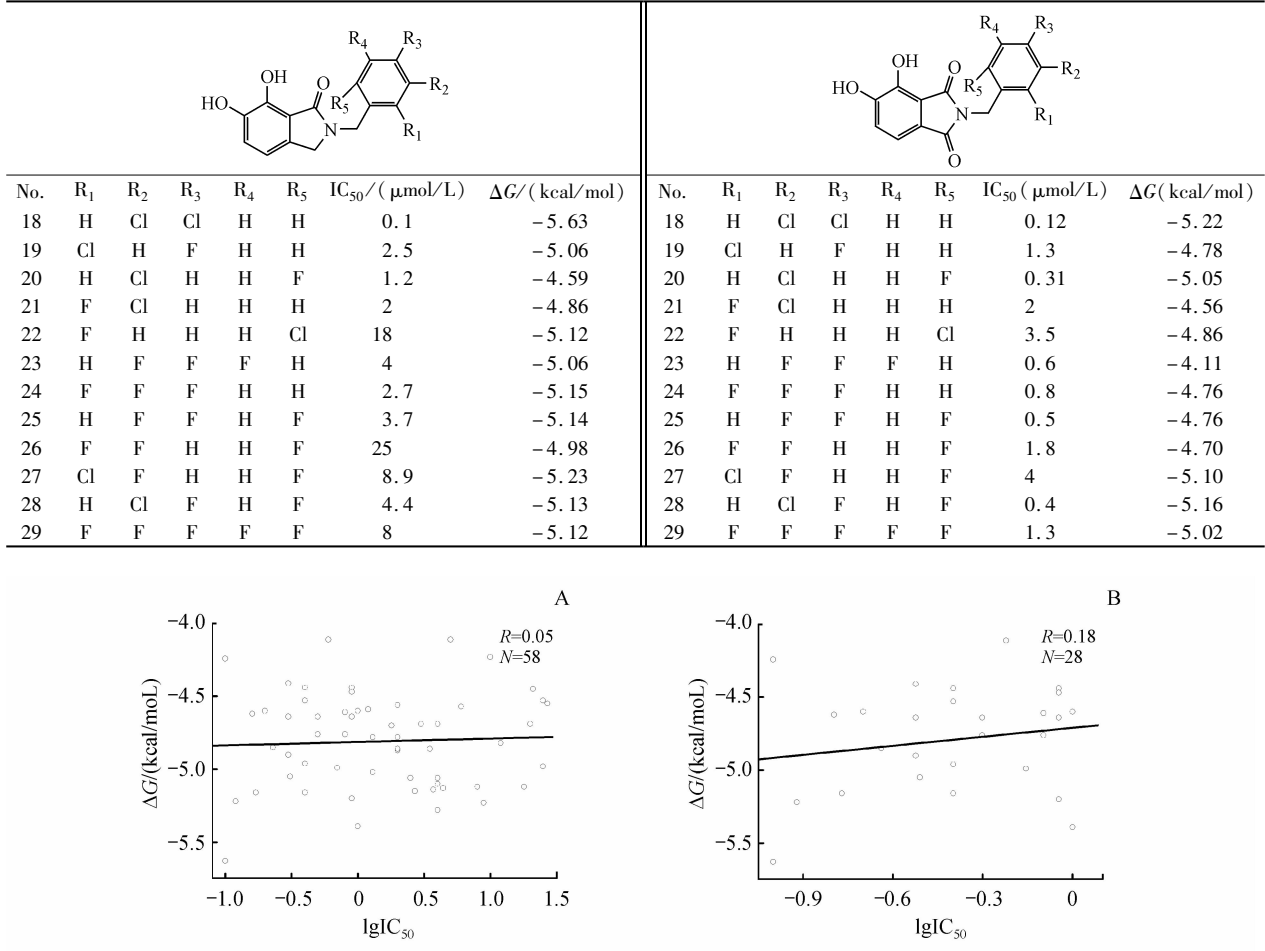 R4 R3 R2 R1 R5 OH HO O N
R4 R3 R2 R1 R5 OH HO O N O
No. R1 R2 R3 R4 R5 IC50/(μmol/L) ΔG/(kcal/mol) No. R1 R2 R3 R4 R5 IC50(μmol/L) ΔG(kcal/mol)
18 H Cl Cl H H 0.1 −5.63 18 H Cl Cl H H 0.12 −5.22
19 Cl H F H H 2.5 −5.06 19 Cl H F H H 1.3 −4.78
20 H Cl H H F 1.2 −4.59 20 H Cl H H F 0.31 −5.05
21 F Cl H H H 2 −4.86 21 F Cl H H H 2 −4.56
22 F H H H Cl 18 −5.12 22 F H H H Cl 3.5 −4.86
23 H F F F H 4 −5.06 23 H F F F H 0.6 −4.11
24 F F F H H 2.7 −5.15 24 F F F H H 0.8 −4.76
25 H F F H F 3.7 −5.14 25 H F F H F 0.5 −4.76
26 F F H H F 25 −4.98 26 F F H H F 1.8 −4.70
27 Cl F H H F 8.9 −5.23 27 Cl F H H F 4 −5.10
28 H Cl F H F 4.4 −5.13 28 H Cl F H F 0.4 −5.16
29 F F F F F 8 −5.12 29 F F F F F 1.3 −5.02
A
R=0.05
N=58
−4.0
−4.5
−5.0
−5.5
ΔG/(kcal/moL)
−1.0 −0.5 0 0.5 1.0 1.5
lgIC50
B
R=0.18
N=28
−4.0
−4.5
−5.0
−5.5
ΔG/(kcal/moL)
−0.9 −0.6 −0.3 0
lgIC50